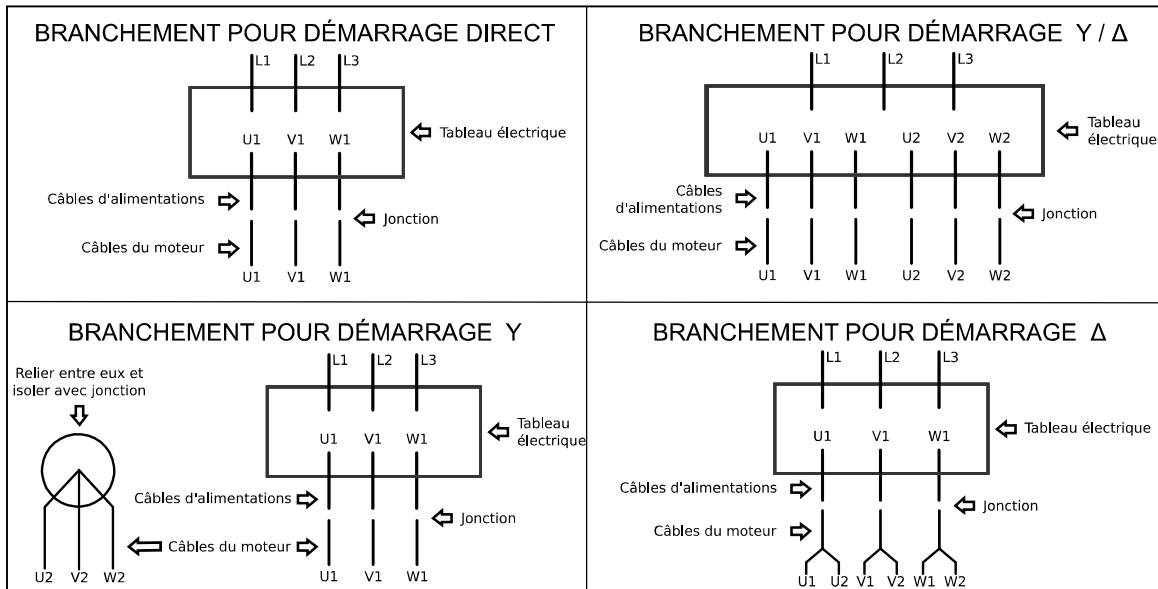 BRANCHEMENT POUR DÉMARRAGE DIRECT
L1 L2 L3
U1 V1 W1
Tableau électrique
Câbles d'alimentations
Jonction
Câbles du moteur
U1 V1 W1
BRANCHEMENT POUR DÉMARRAGE Y / Δ
L1 L2 L3
U1 V1 W1 U2 V2 W2
Tableau
électrique
Câbles
d'alimentations
Jonction
Câbles du moteur
U1 V1 W1 U2 V2 W2
BRANCHEMENT POUR DÉMARRAGE Y
Relier entre eux et
isoler avec jonction
L1 L2 L3
U1 V1 W1
Tableau
électrique
Câbles d'alimentations
Jonction
Câbles du moteur
U2 V2 W2
U1 V1 W1
BRANCHEMENT POUR DÉMARRAGE Δ
L1 L2 L3
U1 V1 W1
Tableau électrique
Câbles d'alimentations
Jonction
Câbles du moteur
U1 U2 V1 V2 W1 W2